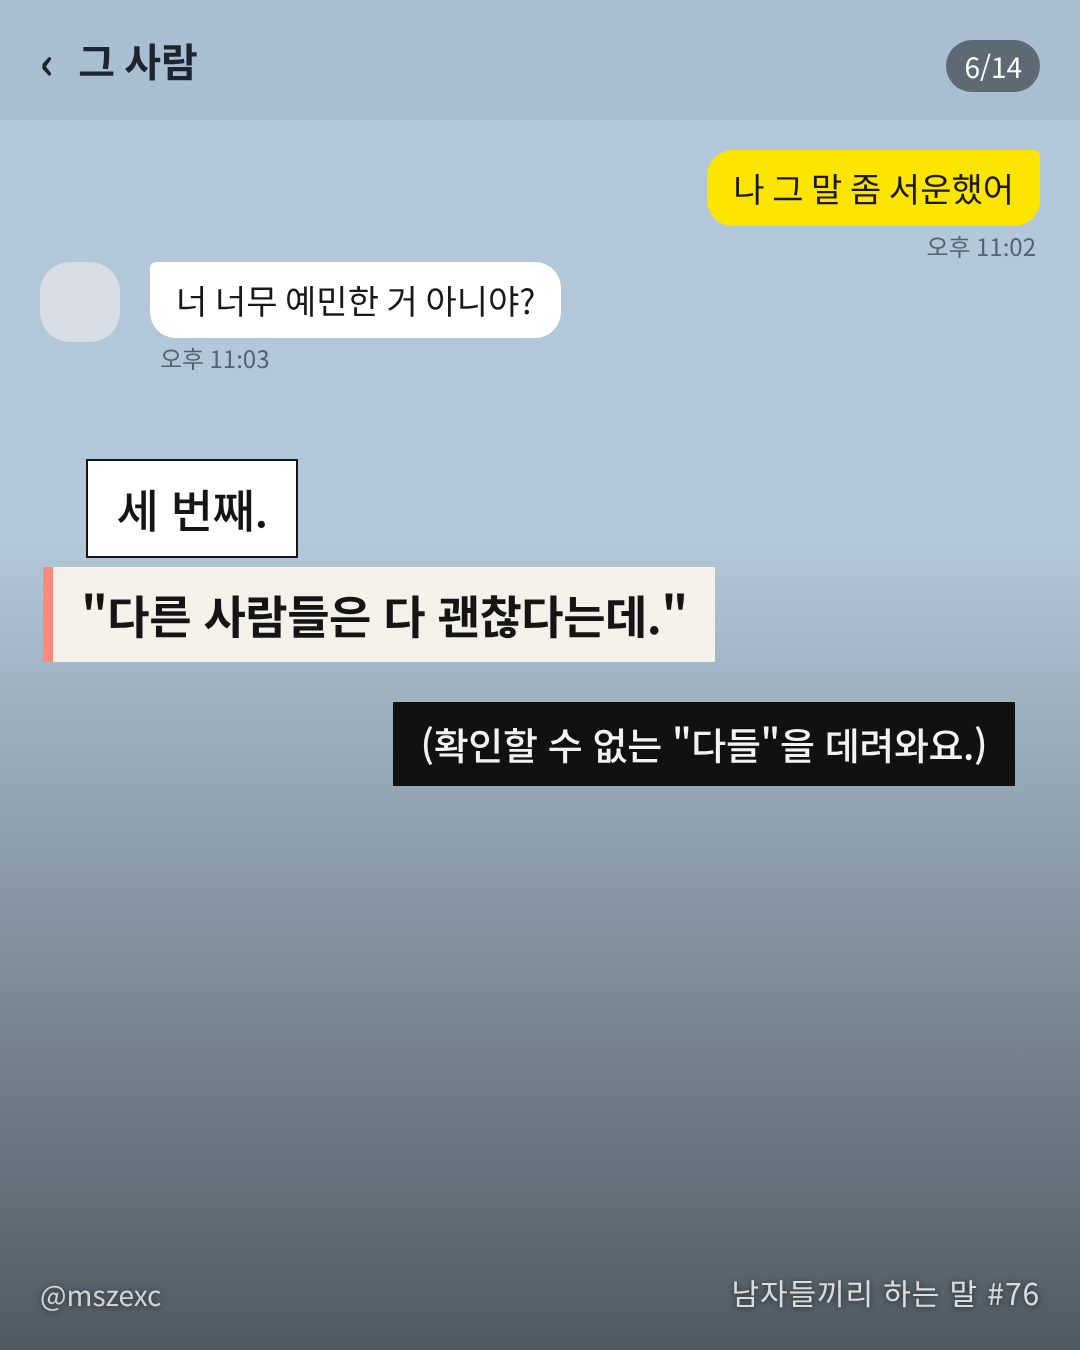 ‹ 그 사람
6/14
나 그 말 좀 서운했어
오후 11:02
너 너무 예민한 거 아니야?
오후 11:03
세 번째.
"다른 사람들은 다 괜찮다는데."
(확인할 수 없는 "다들"을 데려와요.)
@mszexc
남자들끼리 하는 말 #76